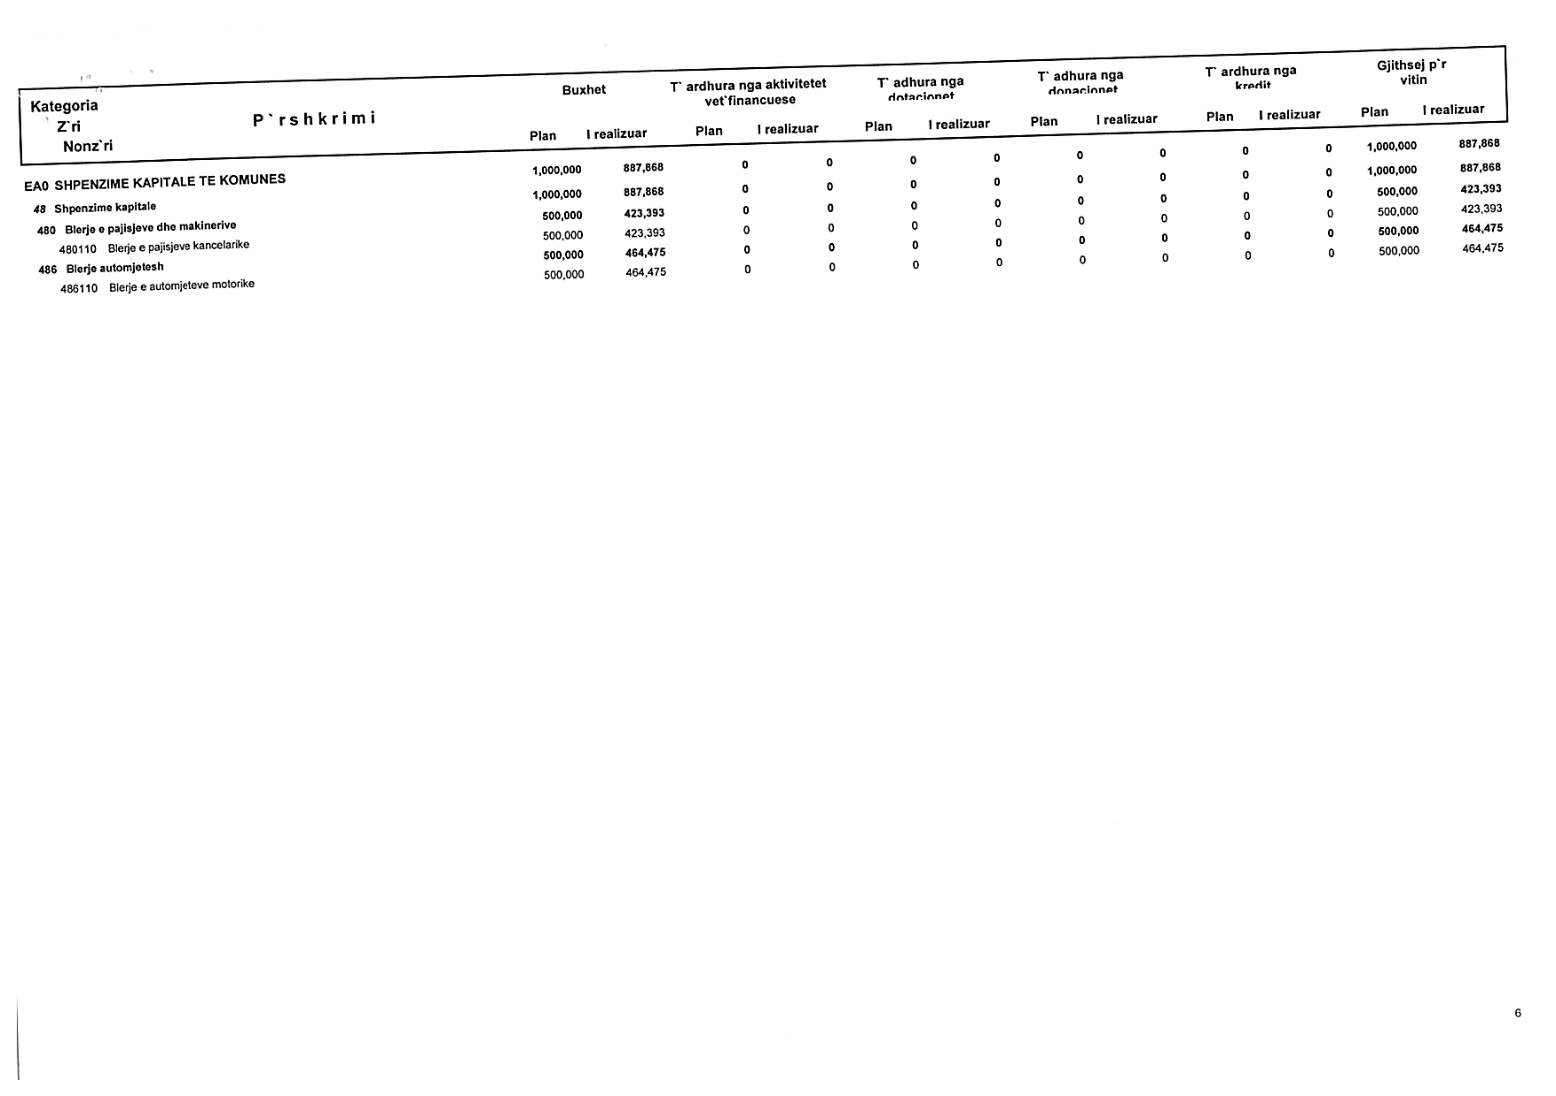 Kategoria
Z`ri
Nonz`ri
P`rshkrimi
Buxhet
Plan I realizuar
T` ardhura nga aktivitetet
vet`financuese
Plan I realizuar
T` adhura nga
dotacionet
Plan I realizuar
T` adhura nga
donacionet
Plan I realizuar
T` ardhura nga
kredit
Plan I realizuar
Gjithsej p`r
vitin
Plan I realizuar
EA0 SHPENZIME KAPITALE TE KOMUNES 1,000,000 887,868 0 0 0 0 0 0 0 0 1,000,000 887,868
48 Shpenzime kapitale 1,000,000 887,868 0 0 0 0 0 0 0 0 1,000,000 887,868
480 Blerje e pajisjeve dhe makinerive 500,000 423,393 0 0 0 0 0 0 0 0 500,000 423,393
480110 Blerje e pajisjeve kancelarike 500,000 423,393 0 0 0 0 0 0 0 0 500,000 423,393
486 Blerje automjetesh 500,000 464,475 0 0 0 0 0 0 0 0 500,000 464,475
486110 Blerje e automjeteve motorike 500,000 464,475 0 0 0 0 0 0 0 0 500,000 464,475
6